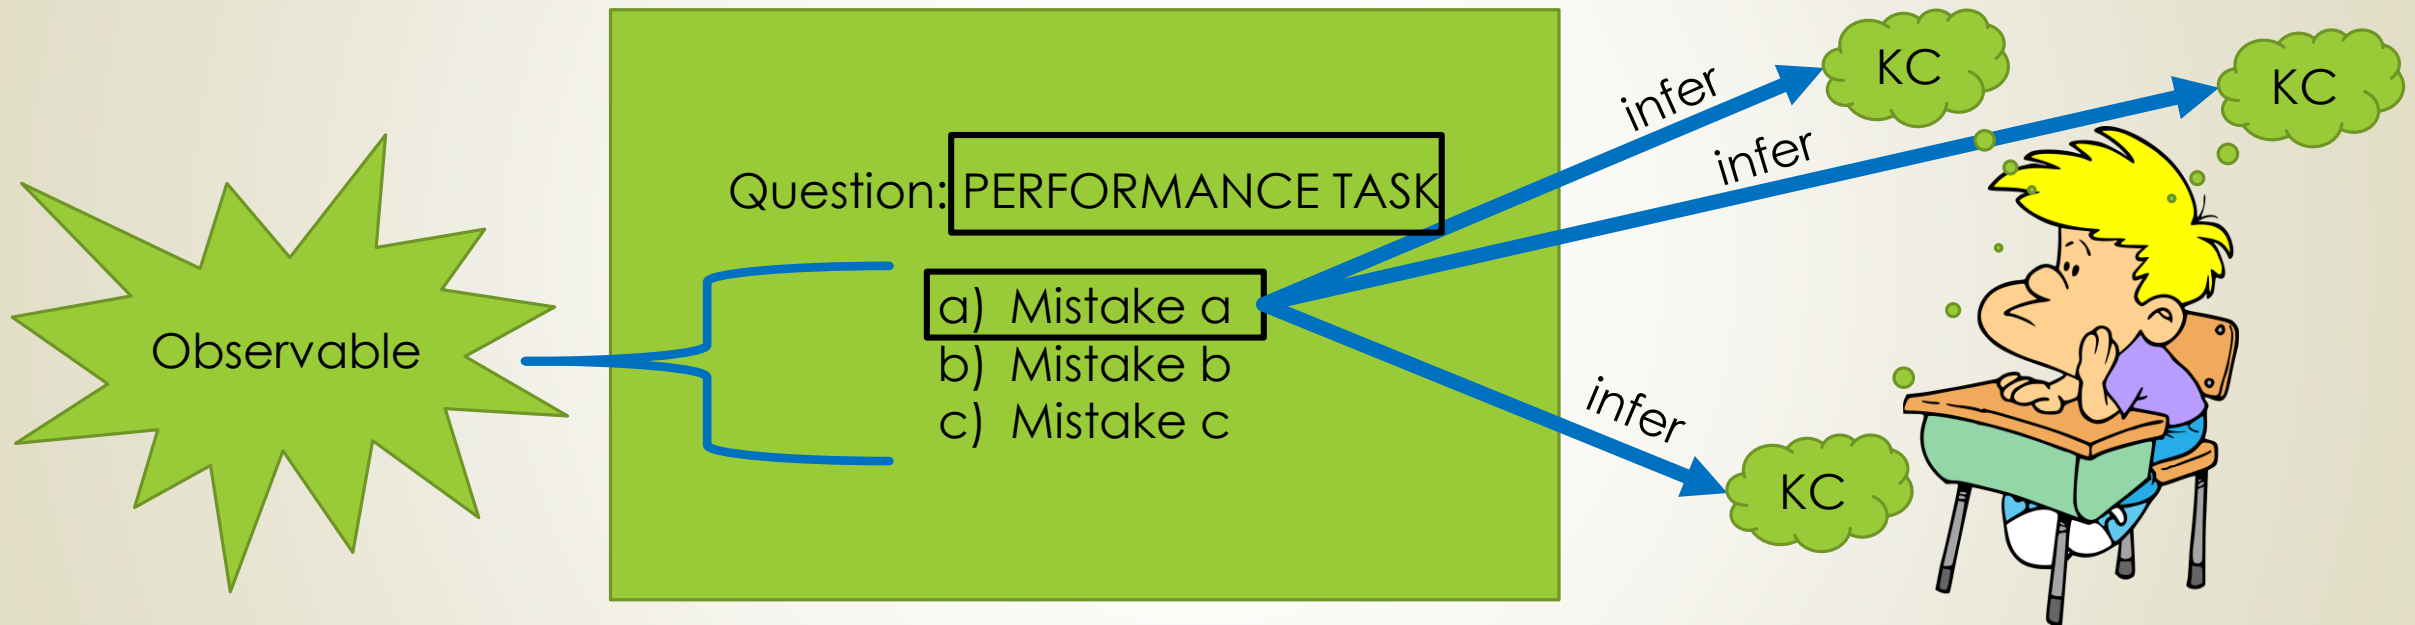 Observable
Question: PERFORMANCE TASK
a) Mistake a
b) Mistake b
c) Mistake c
infer
infer
infer
KC
KC
KC